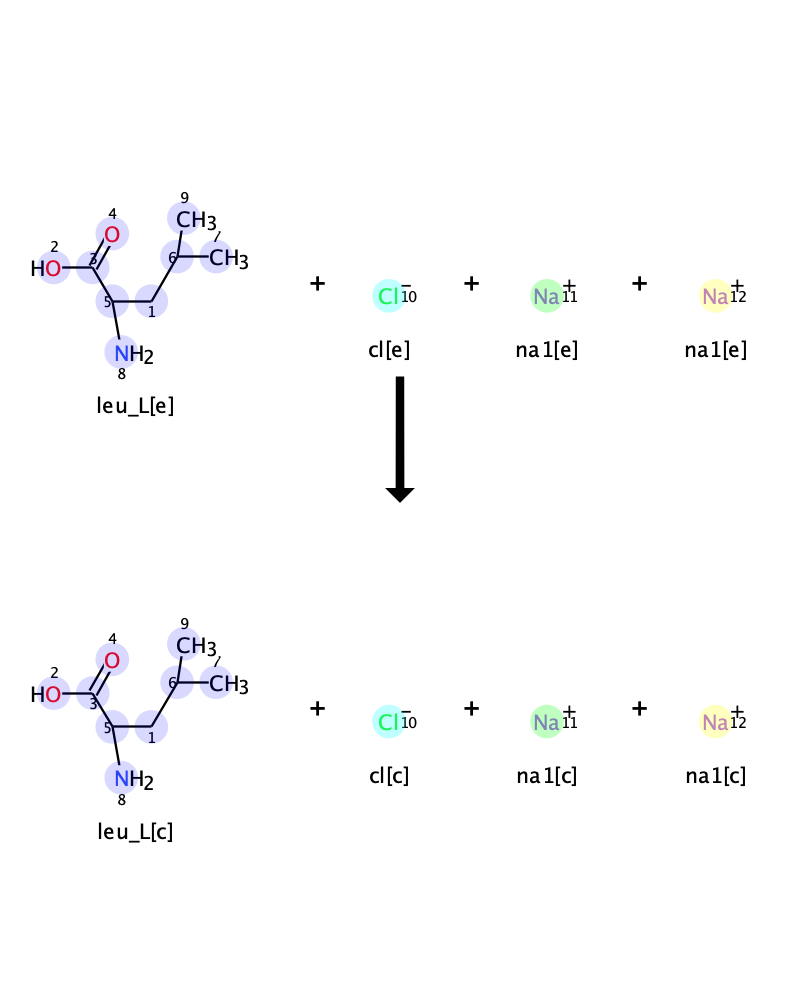 9
4 CH3
2 O 7
3 6 CH3
HO
+ Cl− 10 + Na+ 11 + Na+ 12
5 1
NH2
8
cl[e] na1[e] na1[e]
leu_L[e]
9
4 CH3
2 O 7
HO 3 6 CH3
+ Cl− 10 + Na+ 11 + Na+ 12
5 1
NH2
8
cl[c] na1[c] na1[c]
leu_L[c]